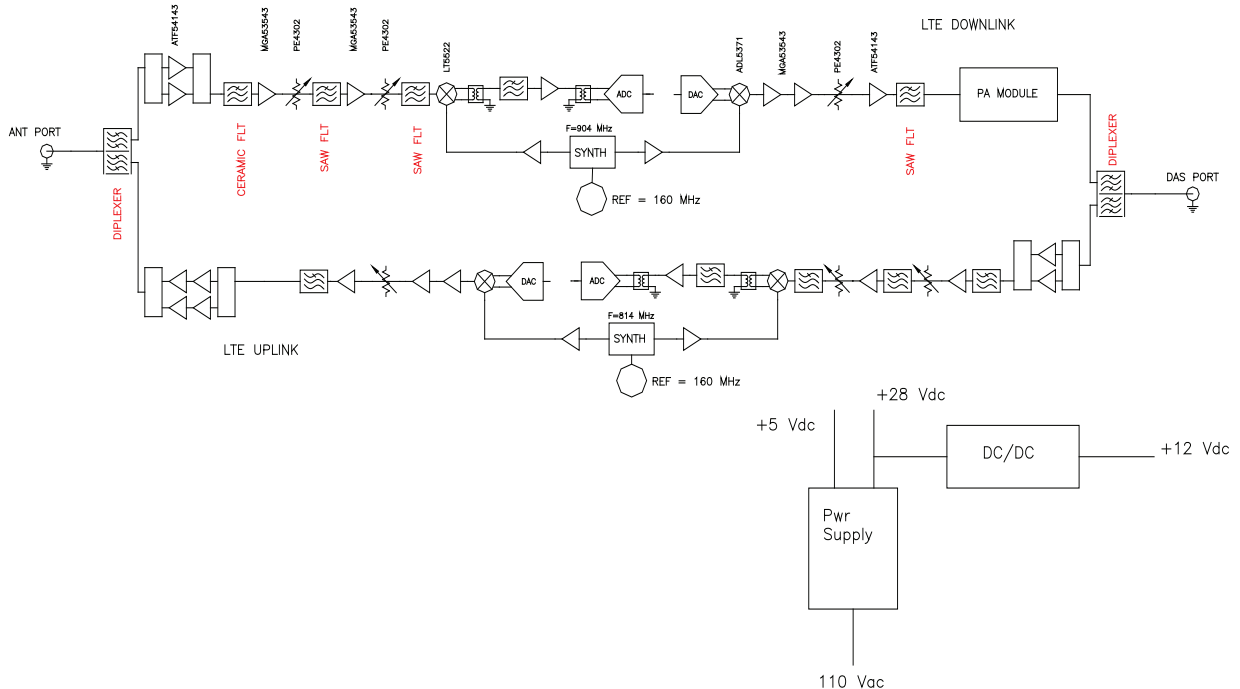 LTE DOWNLINK
ATF54143
MGA53543
PE4302
MGA53543
PE4302
LT5522
ADL5371
MGA53543
PE4302
ATF54143
ADC
DAC
PA MODULE
ANT PORT
F=904 MHz
SYNTH
REF = 160 MHz
DIPLEXER
CERAMIC FLT
SAW FLT
SAW FLT
SAW FLT
DIPLEXER
DAS PORT
DAC
ADC
F=814 MHz
SYNTH
REF = 160 MHz
LTE UPLINK
+28 Vdc
+5 Vdc
DC/DC
+12 Vdc
Pwr
Supply
110 Vac